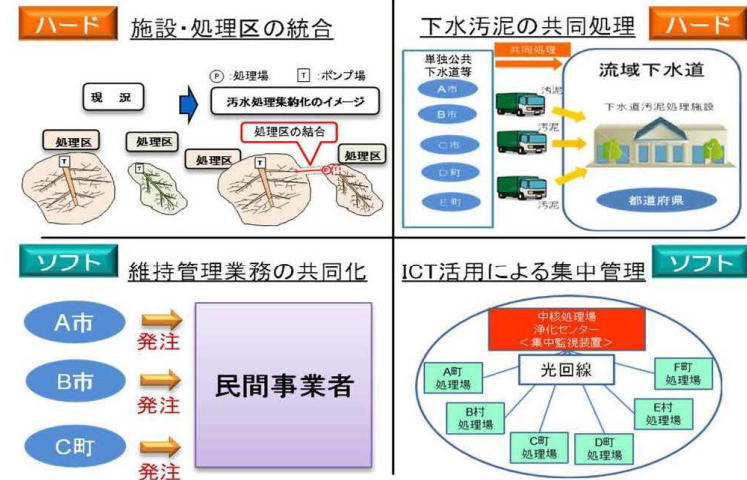 ハード
施設・処理区の統合
Ⓟ:処理場 T:ポンプ場
現 況
汚水処理集約化のイメージ
処理区の結合
処理区
T
処理区
T
処理区
T
処理区
P
T
下水汚泥の共同処理
ハード
単独公共
下水道等
共同処理
A市
B市
C市
D町
E町
汚泥
汚泥
汚泥
流域下水道
下水道汚泥処理施設
都道府県
ソフト
維持管理業務の共同化
A市
発注
B市
発注
C町
発注
民間事業者
ICT活用による集中管理
ソフト
中核処理場
浄化センター
<集中監視装置>
光回線
A町
処理場
B村
処理場
C町
処理場
D町
処理場
E村
処理場
F町
処理場